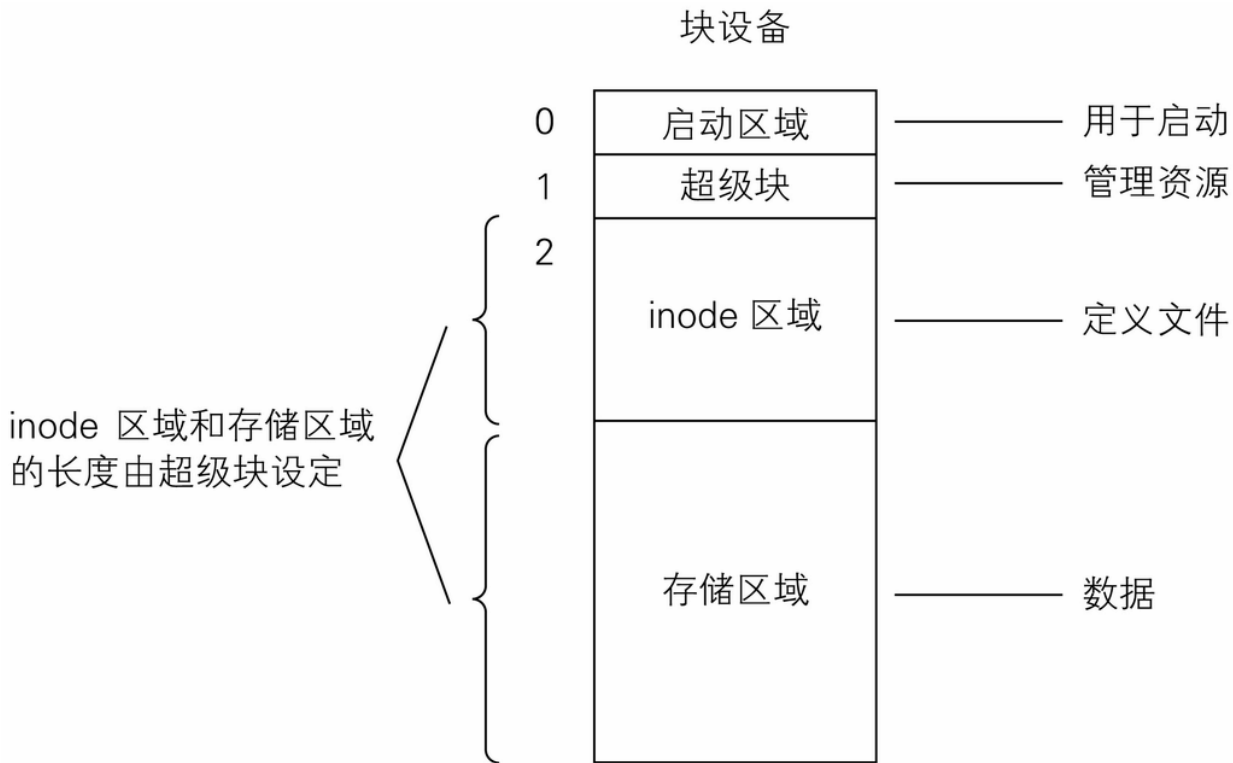 块设备
0
启动区域
用于启动
1
超级块
管理资源
2
inode 区域
定义文件
inode 区域和存储区域
的长度由超级块设定
存储区域
数据